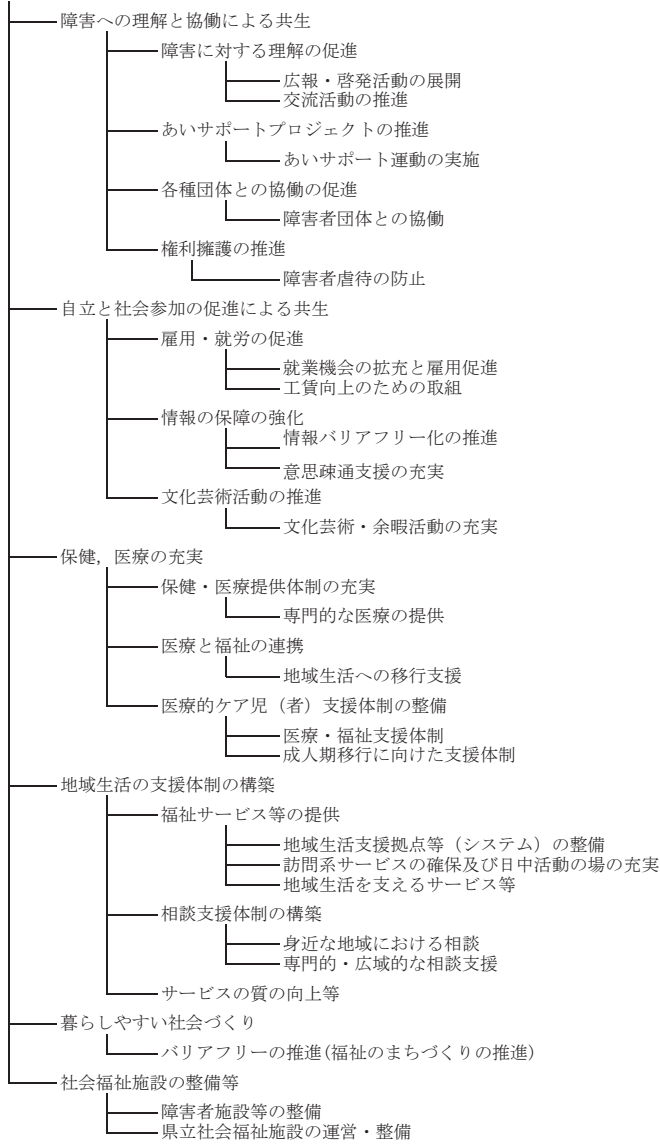 障害への理解と協働による共生
障害に対する理解の促進
広報・啓発活動の展開
交流活動の推進
あいサポートプロジェクトの推進
あいサポート運動の実施
各種団体との協働の促進
障害者団体との協働
権利擁護の推進
障害者虐待の防止
自立と社会参加の促進による共生
雇用・就労の促進
就業機会の拡充と雇用促進
工賃向上のための取組
情報の保障の強化
情報バリアフリー化の推進
意思疎通支援の充実
文化芸術活動の推進
文化芸術・余暇活動の充実
保健，医療の充実
保健・医療提供体制の充実
専門的な医療の提供
医療と福祉の連携
地域生活への移行支援
医療的ケア児（者）支援体制の整備
医療・福祉支援体制
成人期移行に向けた支援体制
地域生活の支援体制の構築
福祉サービス等の提供
地域生活支援拠点等（システム）の整備
訪問系サービスの確保及び日中活動の場の充実
地域生活を支えるサービス等
相談支援体制の構築
身近な地域における相談
専門的・広域的な相談支援
サービスの質の向上等
暮らしやすい社会づくり
バリアフリーの推進(福祉のまちづくりの推進)
社会福祉施設の整備等
障害者施設等の整備
県立社会福祉施設の運営・整備